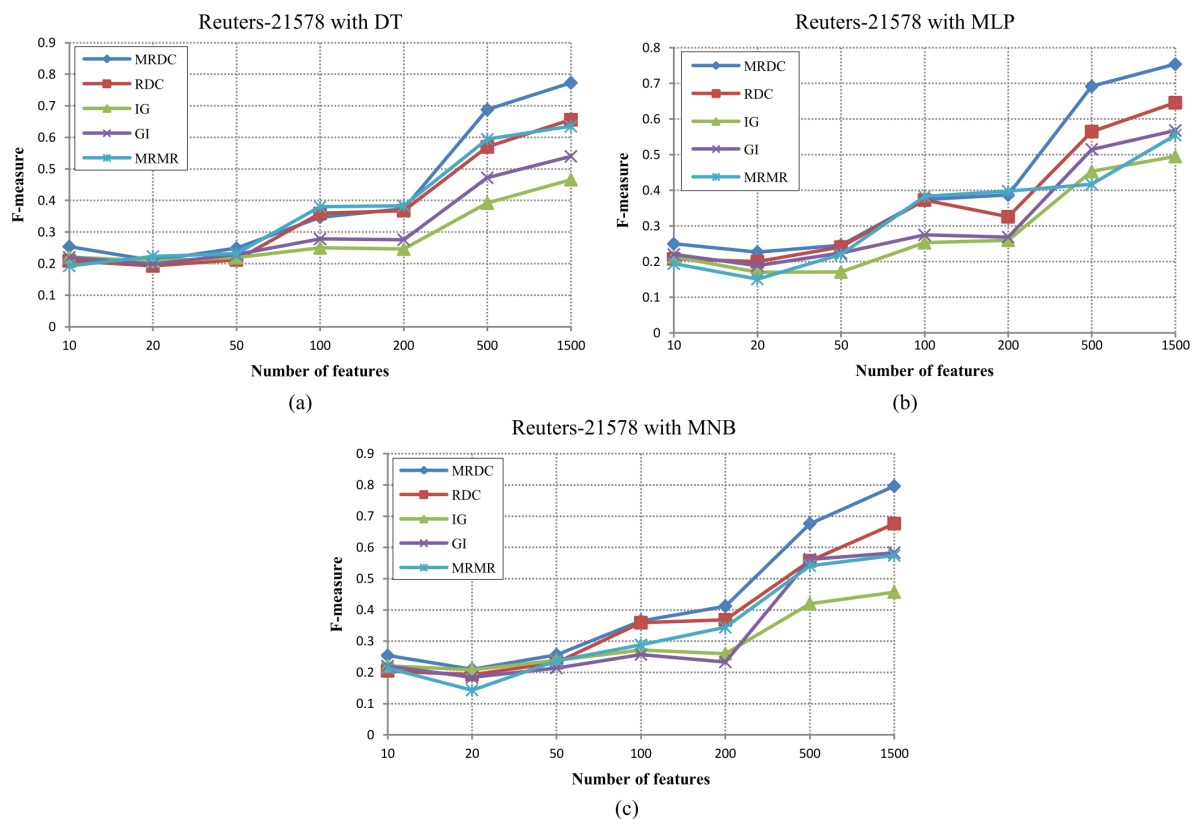 Reuters-21578 with DT
0.9
0.8
0.7
0.6
0.5
0.4
0.3
0.2
0.1
0
F-measure
MRDC
RDC
IG
GI
MRMR
10 20 50 100 200 500 1500
Number of features
(a)
Reuters-21578 with MLP
0.8
0.7
0.6
0.5
0.4
0.3
0.2
0.1
0
F-measure
MRDC
RDC
IG
GI
MRMR
10 20 50 100 200 500 1500
Number of features
(b)
Reuters-21578 with MNB
0.9
0.8
0.7
0.6
0.5
0.4
0.3
0.2
0.1
0
F-measure
MRDC
RDC
IG
GI
MRMR
10 20 50 100 200 500 1500
Number of features
(c)